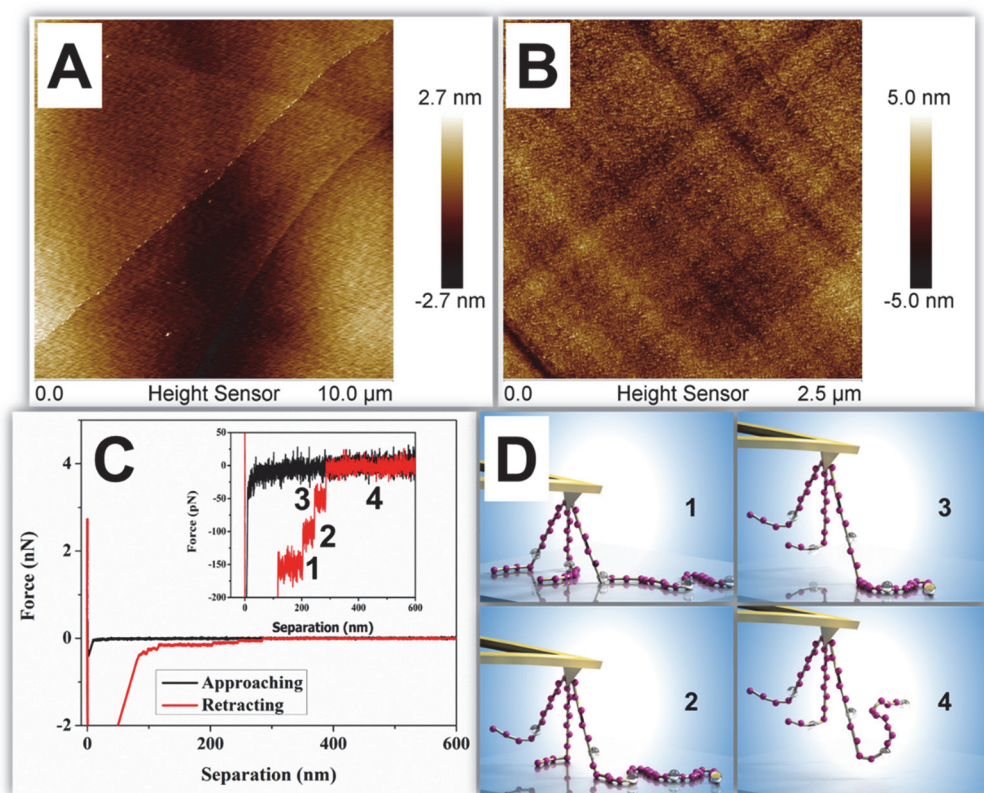 A
2.7 nm
-2.7 nm
0.0 Height Sensor 10.0 µm
B
5.0 nm
-5.0 nm
0.0 Height Sensor 2.5 µm
C
Force (nN)
4
2
0
-2
0 200 400 600
Separation (nm)
Approaching
Retracting
Force (pN)
50
0
-50
-100
-150
-200
0 200 400 600
Separation (nm)
3
4
2
1
D
1
3
2
4